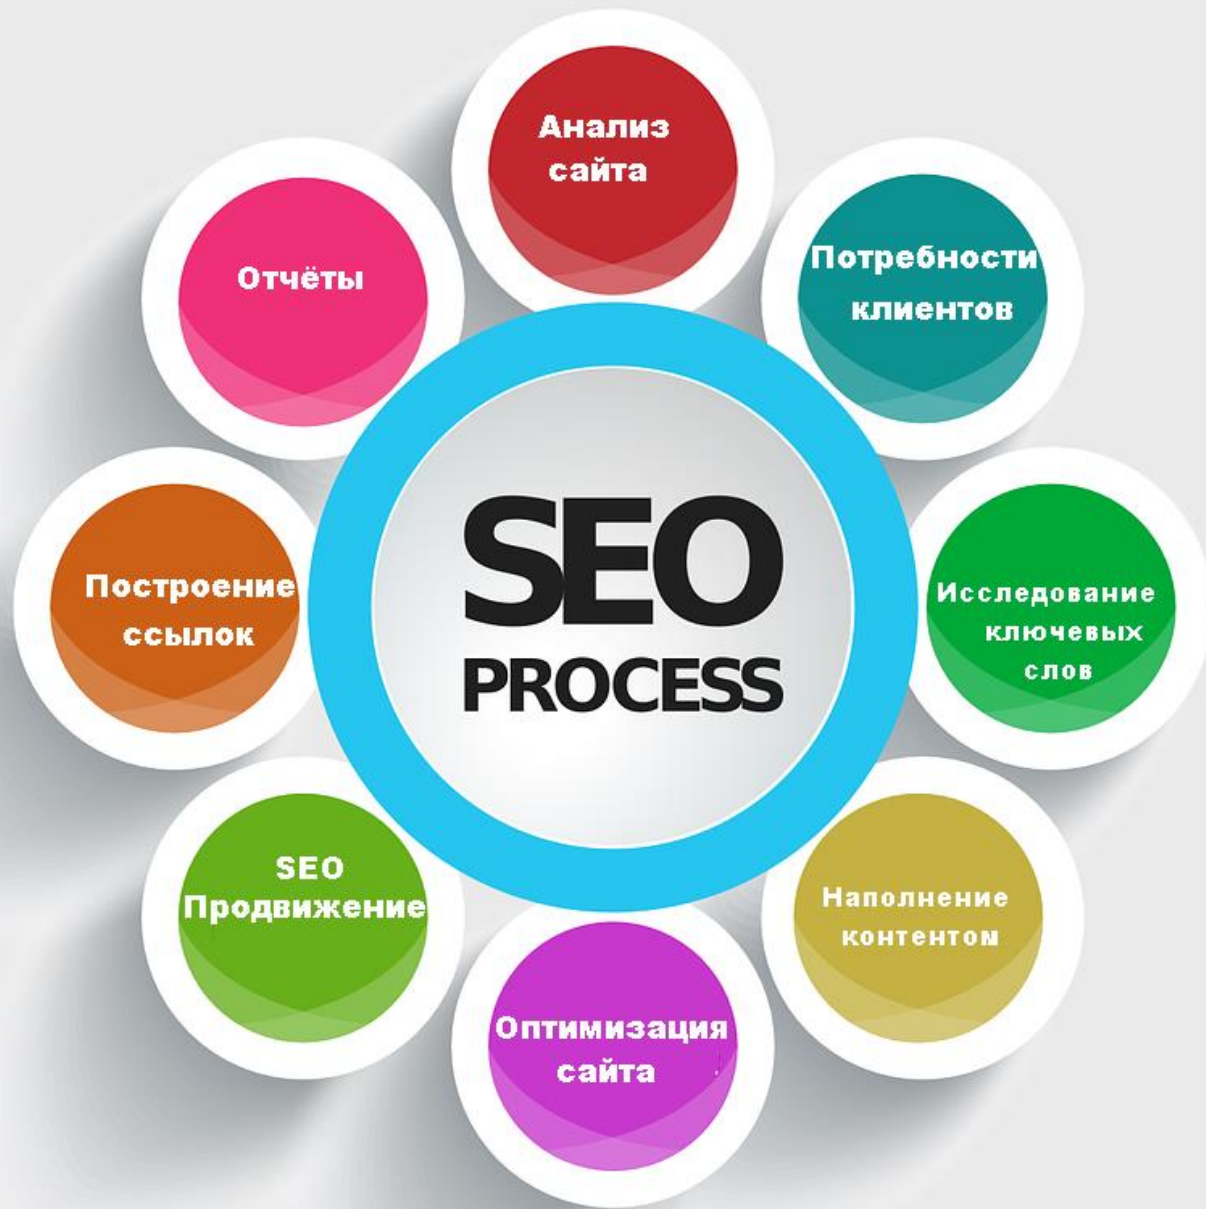 Анализ
сайта
Потребности
клиентов
Исследование
ключевых
слов
Наполнение
контентом
Оптимизация
сайта
SEO
Продвижение
Построение
ссылок
Отчёты
SEO
PROCESS